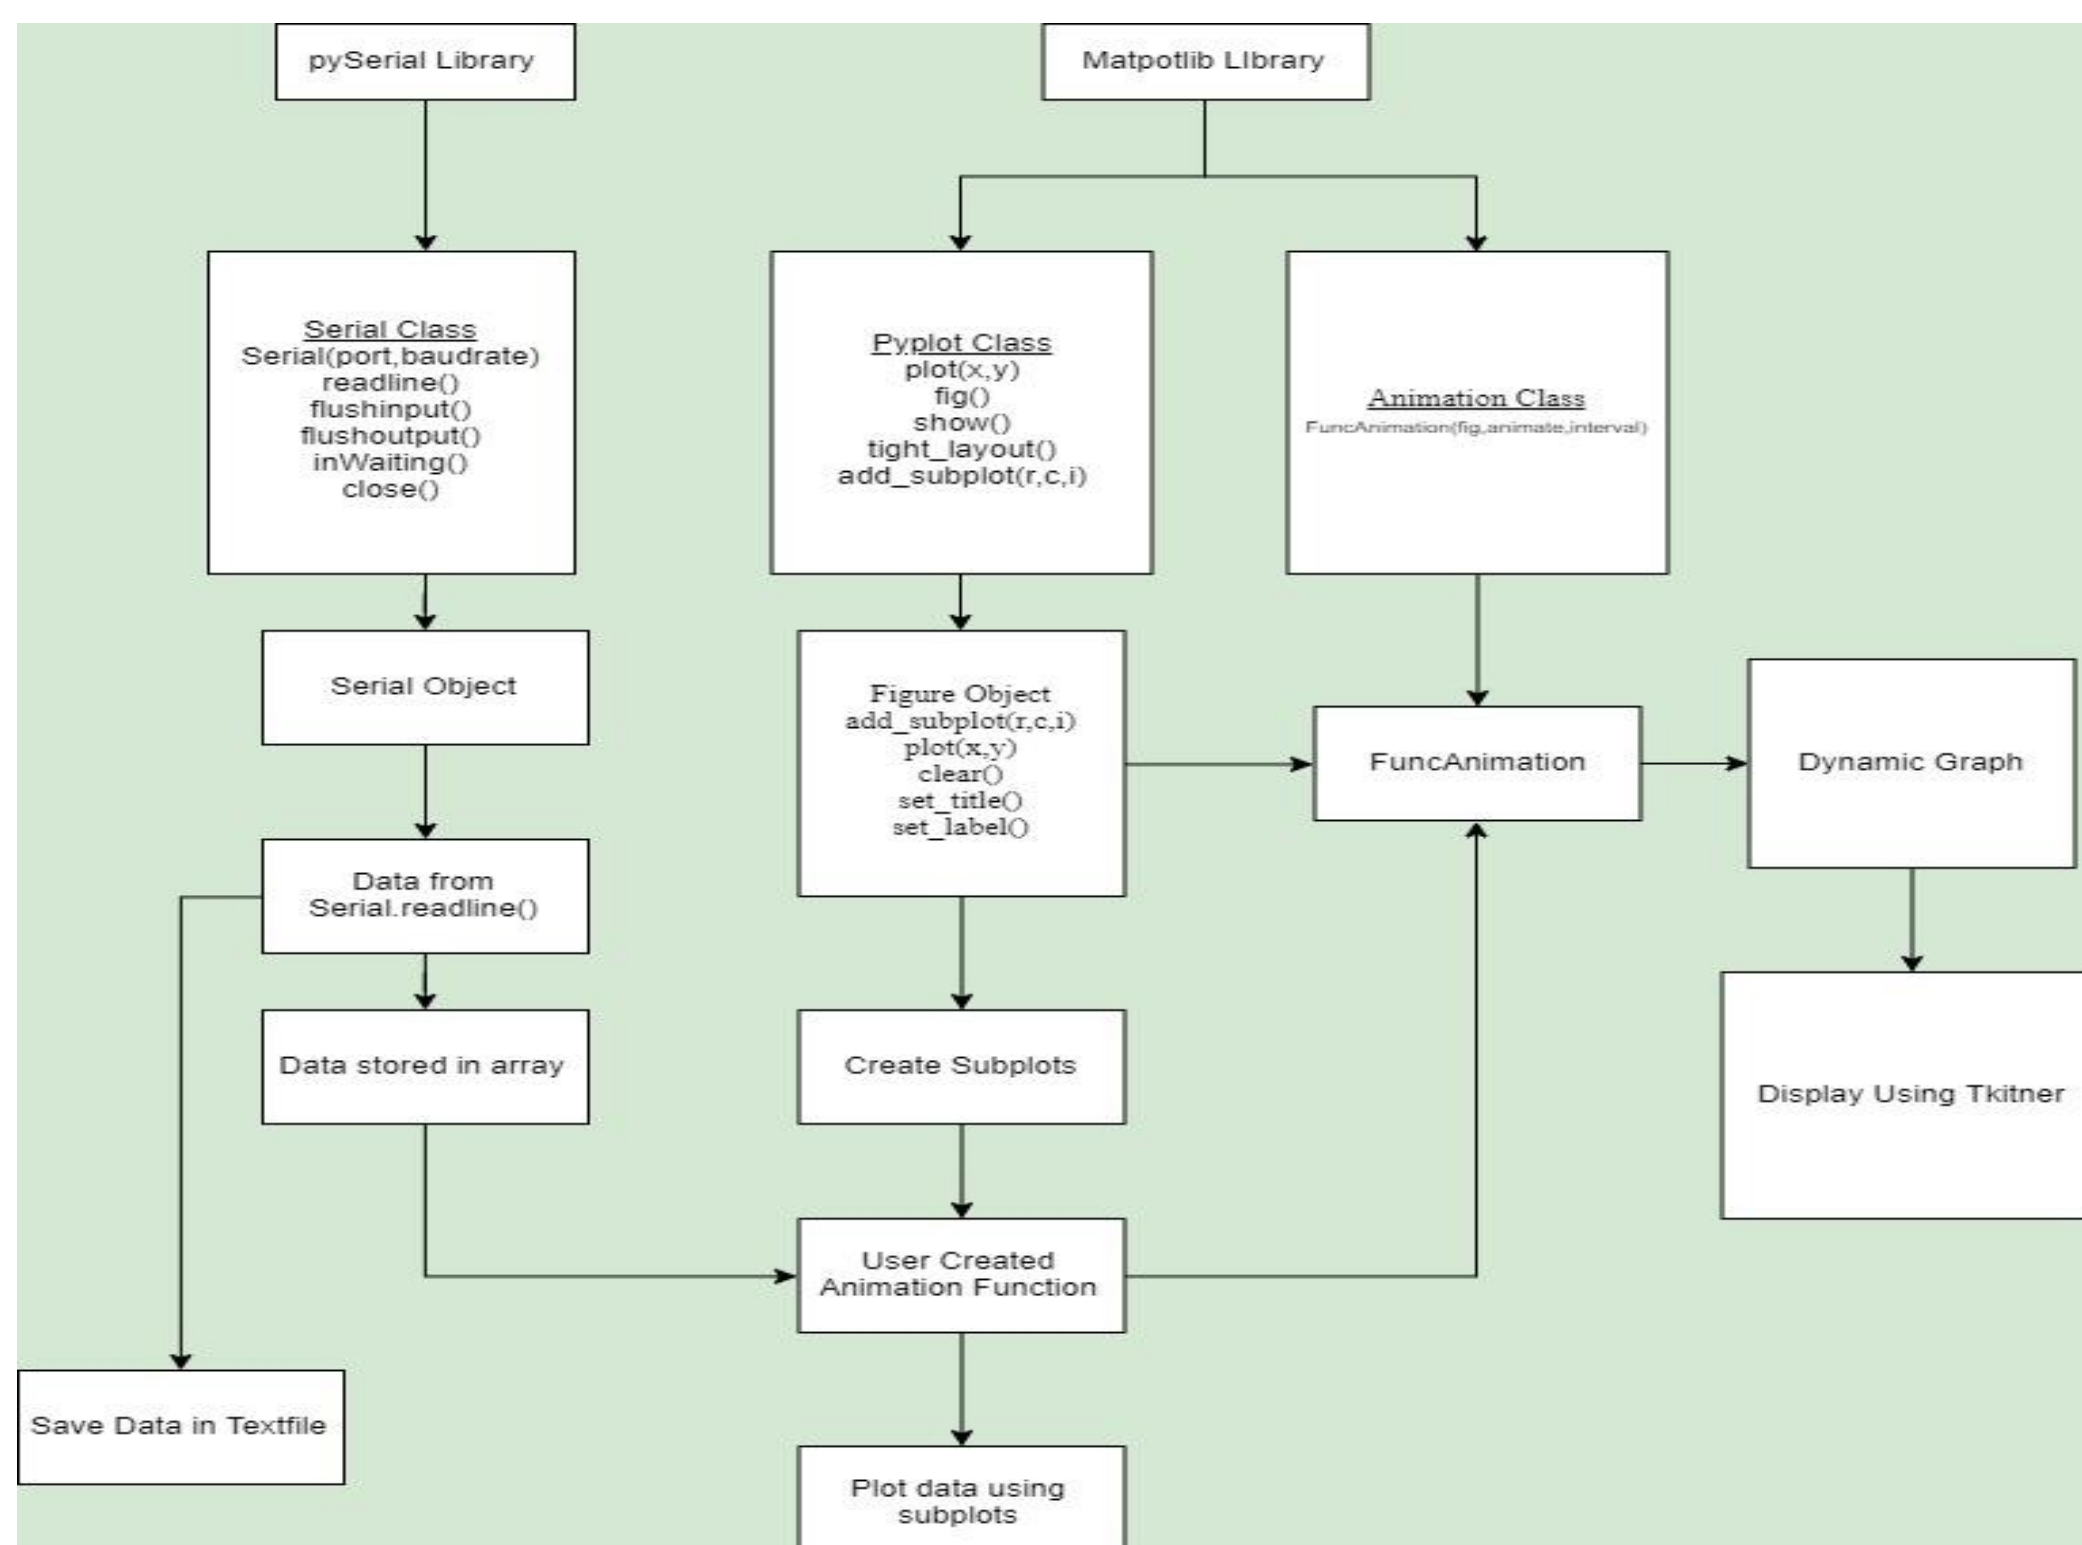 pySerial Library
Matpotlib LIbrary
Serial Class
Serial(port,baudrate)
readline()
flushinput()
flushoutput()
inWaiting()
close()
Pyplot Class
plot(x,y)
fig()
show()
tight_layout()
add_subplot(r,c,i)
Animation Class
FuncAnimation(fig,animate,interval)
Serial Object
Figure Object
add_subplot(r,c,i)
plot(x,y)
clear()
set_title()
set_label()
FuncAnimation
Dynamic Graph
Data from
Serial.readline()
Data stored in array
Create Subplots
Display Using Tkitner
User Created
Animation Function
Save Data in Textfile
Plot data using
subplots